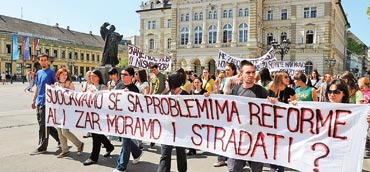 SUOČAVAMO SE SA PROBLEMIMA REFORME
ALI ZAR MORAMO I STRADATI ?